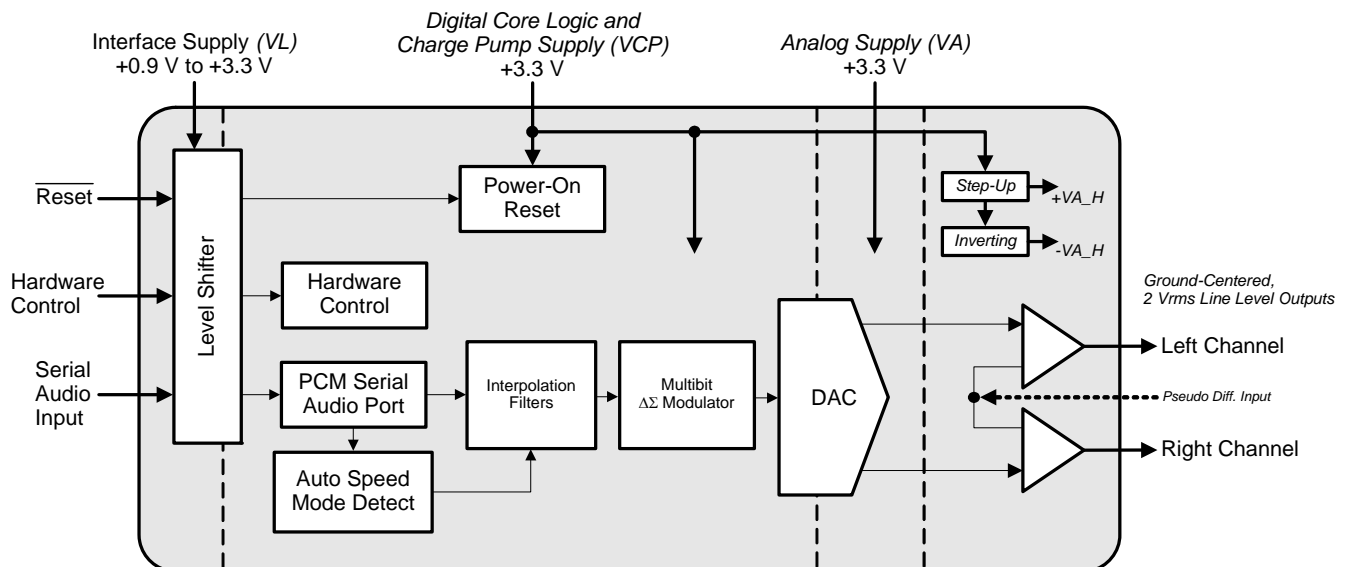 Interface Supply (VL)
+0.9 V to +3.3 V
Digital Core Logic and
Charge Pump Supply (VCP)
+3.3 V
Analog Supply (VA)
+3.3 V
Reset
Hardware
Control
Serial
Audio
Input
Level Shifter
Power-On
Reset
Hardware
Control
PCM Serial
Audio Port
Auto Speed
Mode Detect
Interpolation
Filters
Multibit
ΔΣ Modulator
DAC
Step-Up
+VA_H
Inverting
-VA_H
Ground-Centered,
2 Vrms Line Level Outputs
Left Channel
Pseudo Diff. Input
Right Channel